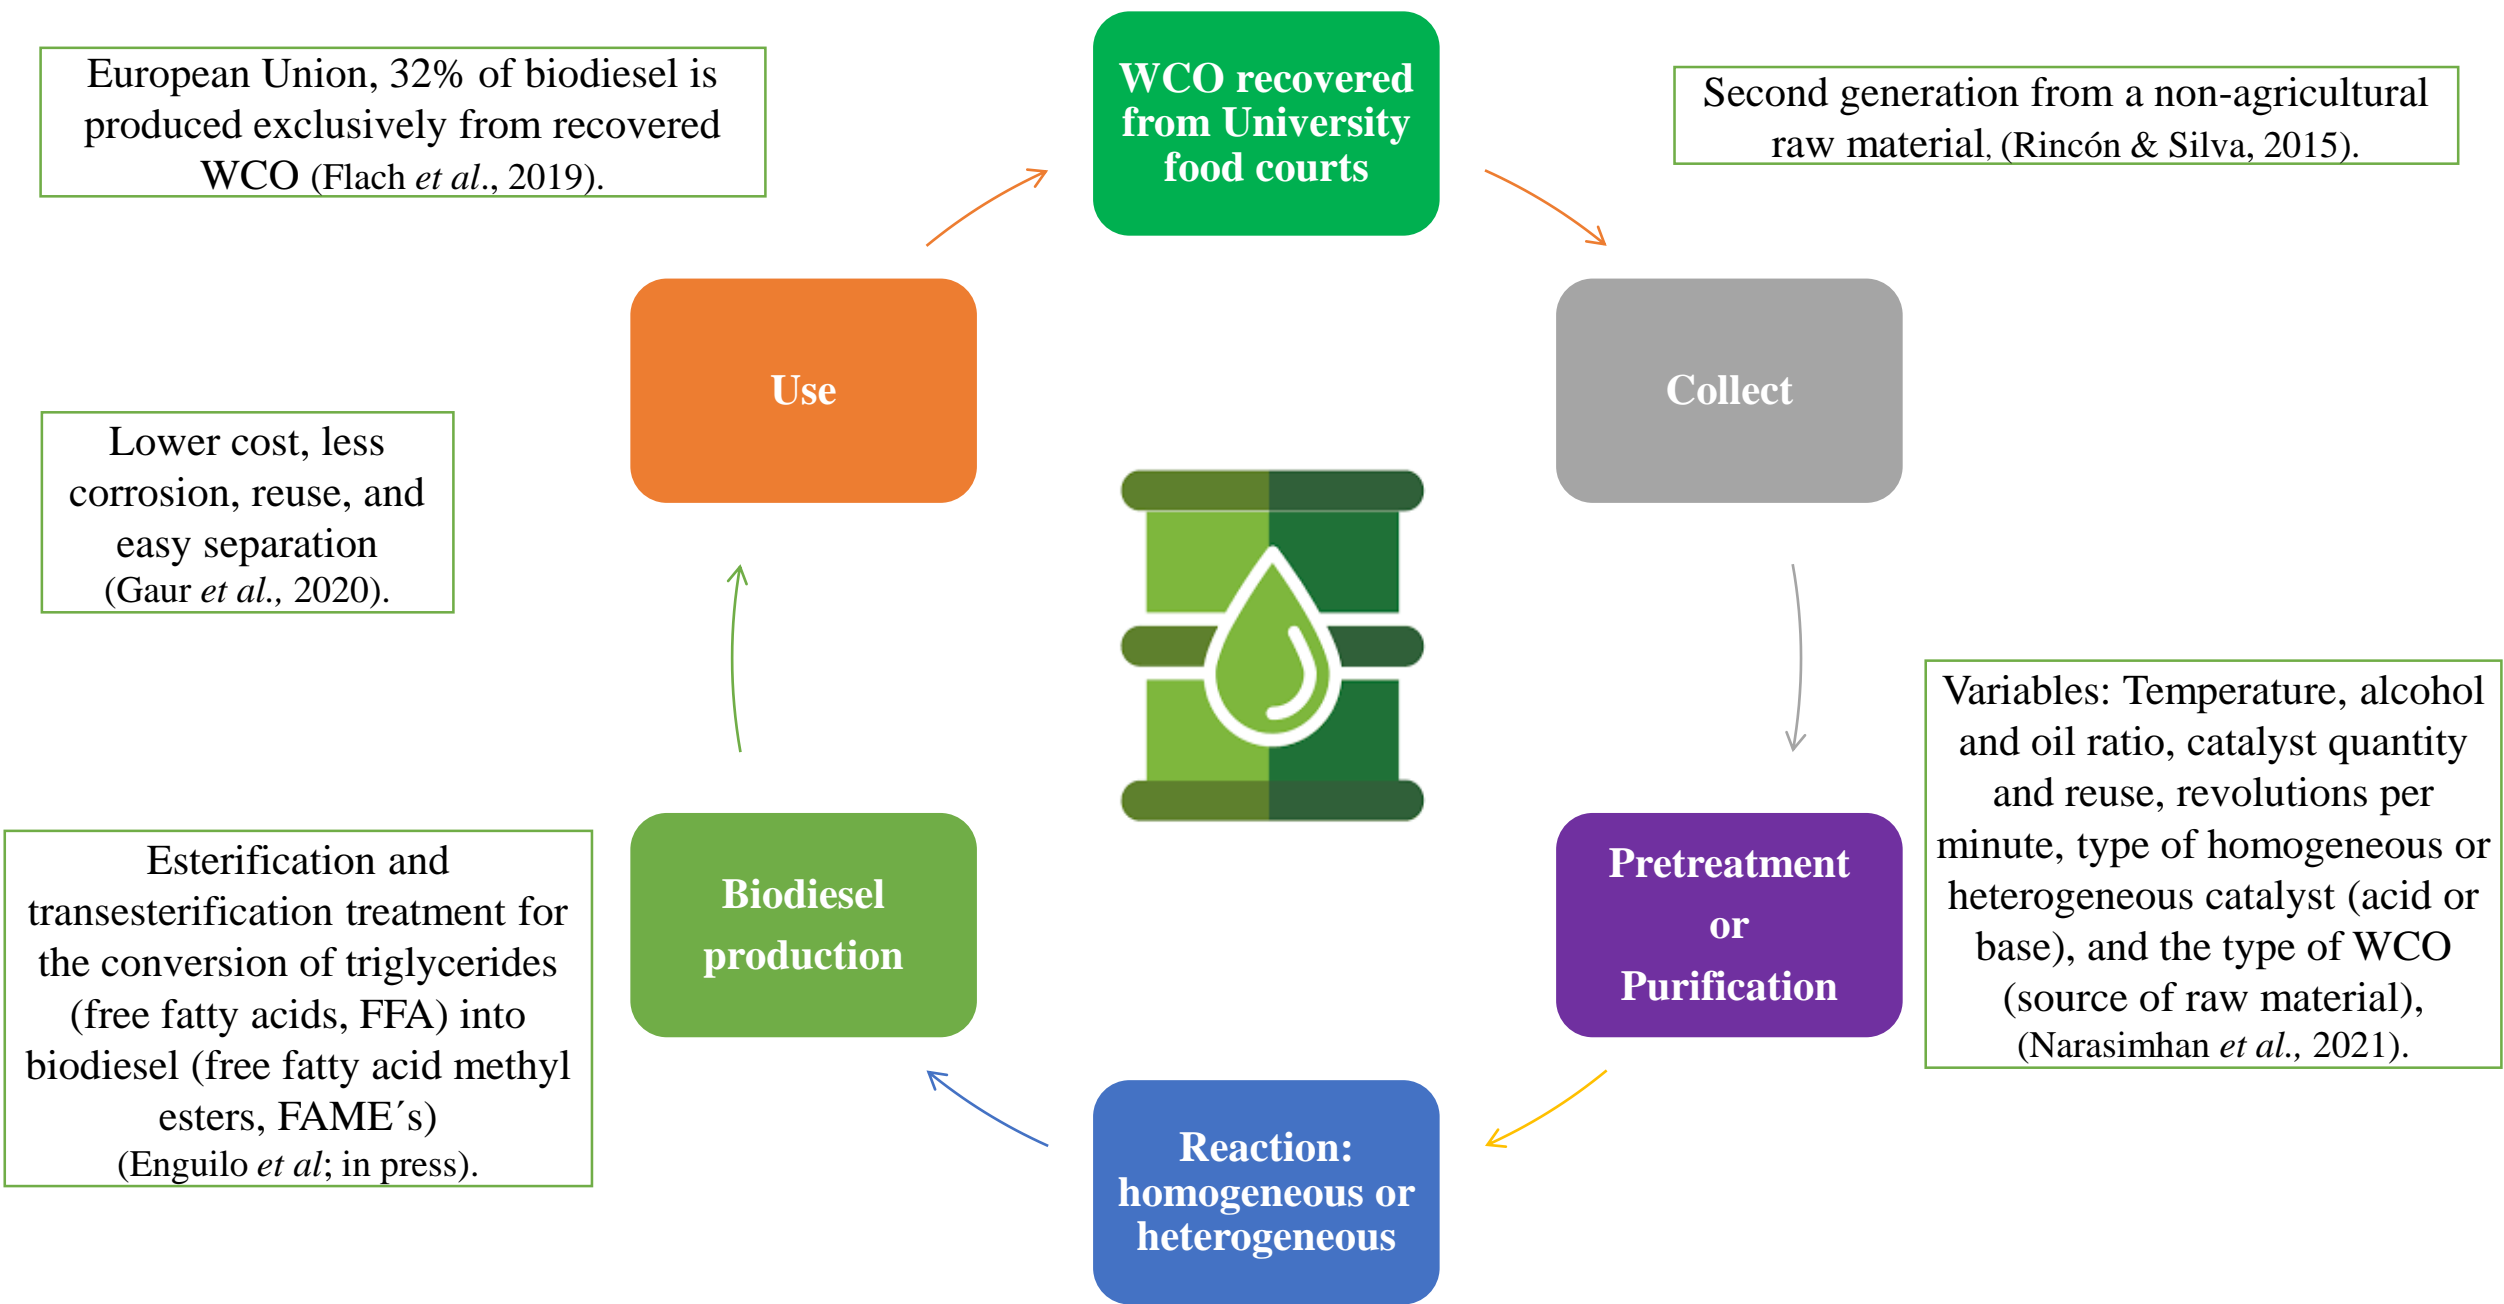 European Union, 32% of biodiesel is
produced exclusively from recovered
WCO (Flach et al., 2019).
WCO recovered
from University
food courts
Second generation from a non-agricultural
raw material, (Rincón & Silva, 2015).
Use
Collect
Lower cost, less
corrosion, reuse, and
easy separation
(Gaur et al., 2020).
Variables: Temperature, alcohol
and oil ratio, catalyst quantity
and reuse, revolutions per
minute, type of homogeneous or
heterogeneous catalyst (acid or
base), and the type of WCO
(source of raw material),
(Narasimhan et al., 2021).
Pretreatment
or
Purification
Biodiesel
production
Esterification and
transesterification treatment for
the conversion of triglycerides
(free fatty acids, FFA) into
biodiesel (free fatty acid methyl
esters, FAME´s)
(Enguilo et al; in press).
Reaction:
homogeneous or
heterogeneous